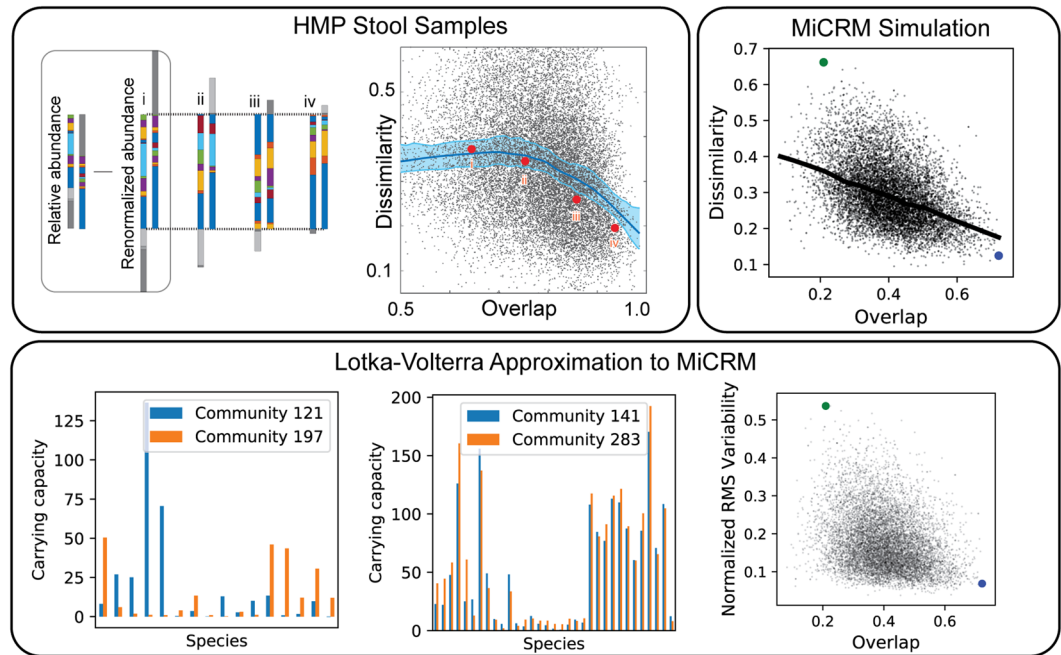 HMP Stool Samples
Relative abundance
Renormalized abundance
i
ii
iii
iv
Dissimilarity
0.5
0.1
i
ii
iii
iv
0.5
Overlap
1.0
MiCRM Simulation
Dissimilarity
0.7
0.6
0.5
0.4
0.3
0.2
0.1
0.2
0.4
0.6
Overlap
Lotka-Volterra Approximation to MiCRM
Carrying capacity
125
100
75
50
25
0
Community 121
Community 197
Species
Carrying capacity
200
150
100
50
0
Community 141
Community 283
Species
Normalized RMS Variability
0.5
0.4
0.3
0.2
0.1
0.2
0.4
0.6
Overlap